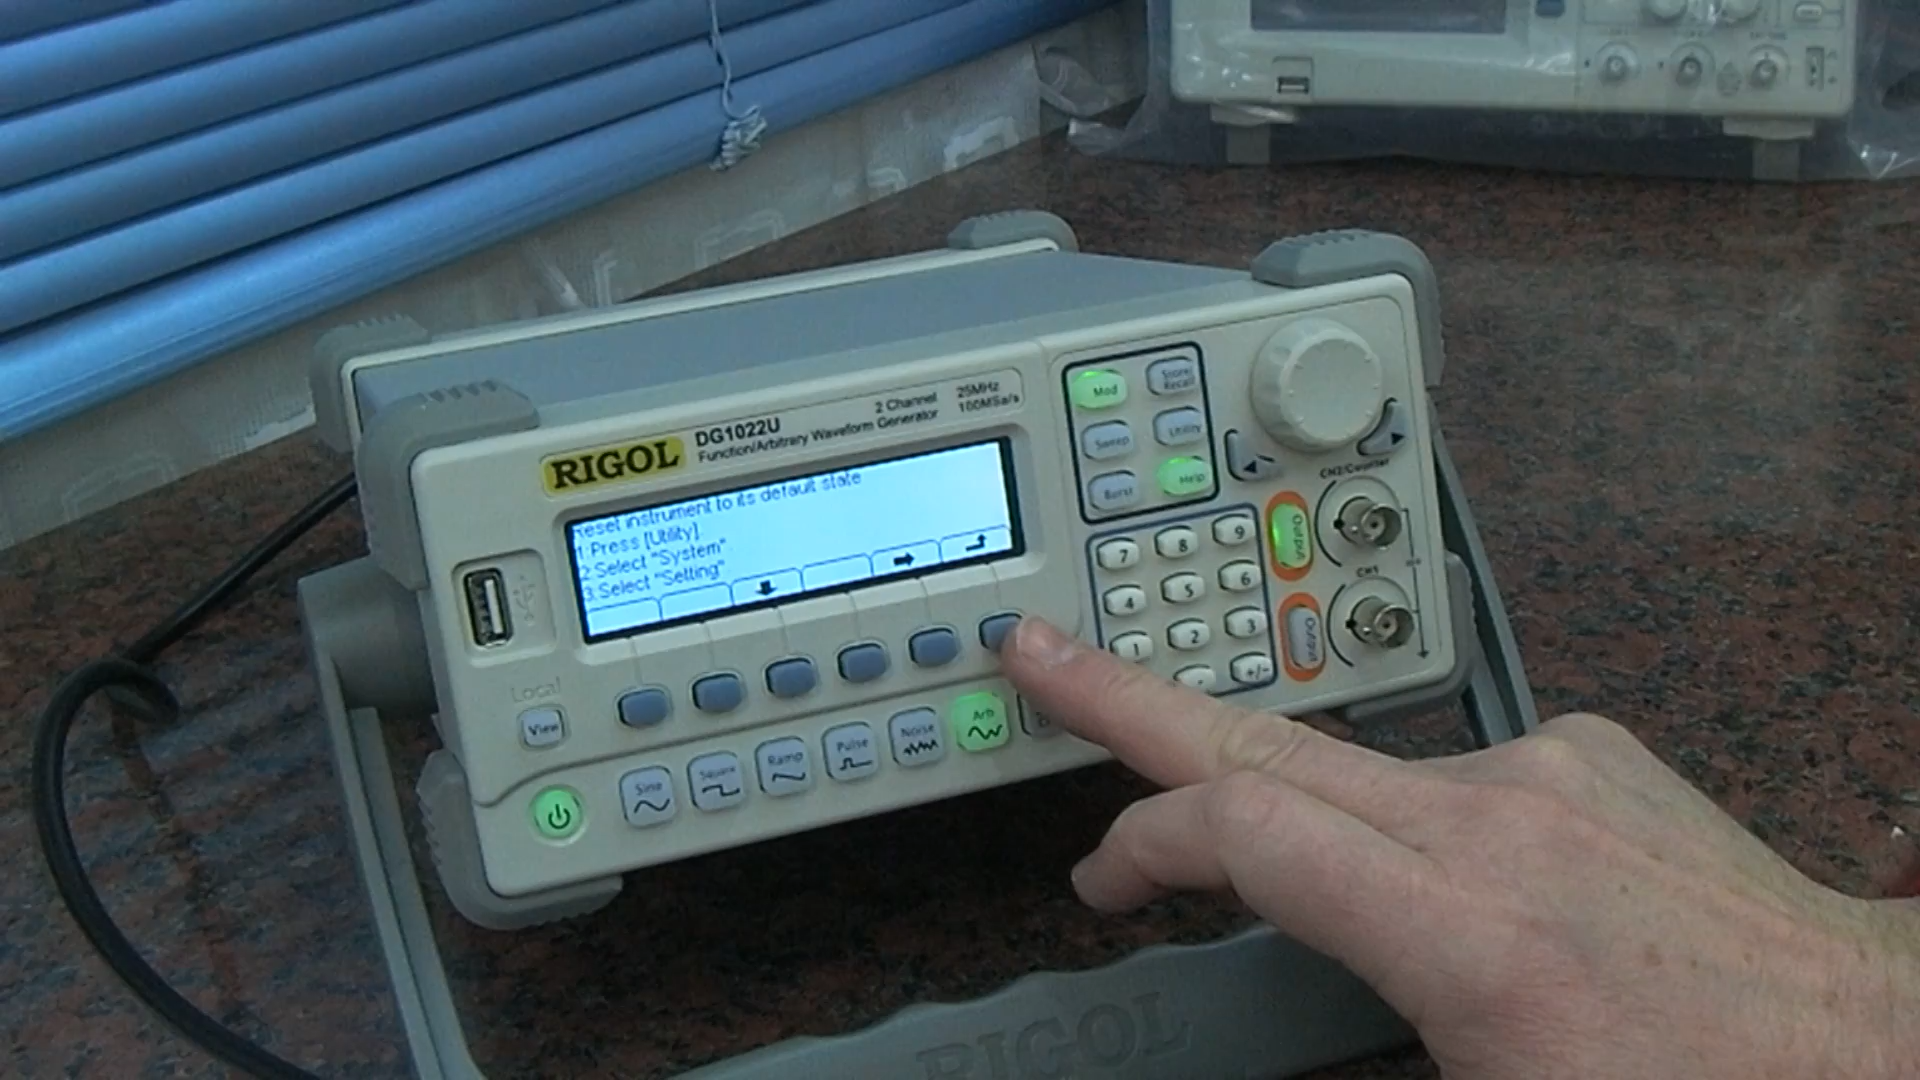 RIGOL
DG1022U
Function/Arbitrary Waveform Generator
2 Channel
25MHz
100MSa/s
Reset instrument to its default state
1:Press [Utility].
2:Select "System"
3:Select "Setting"
Mod
Store/
Recall
Sweep
Utility
Burst
Help
CH2/Counter
Output
CH1
Output
7
8
9
4
5
6
1
2
3
.
+/-
Local
View
Sine
Square
Ramp
Pulse
Noise
Arb
RIGOL